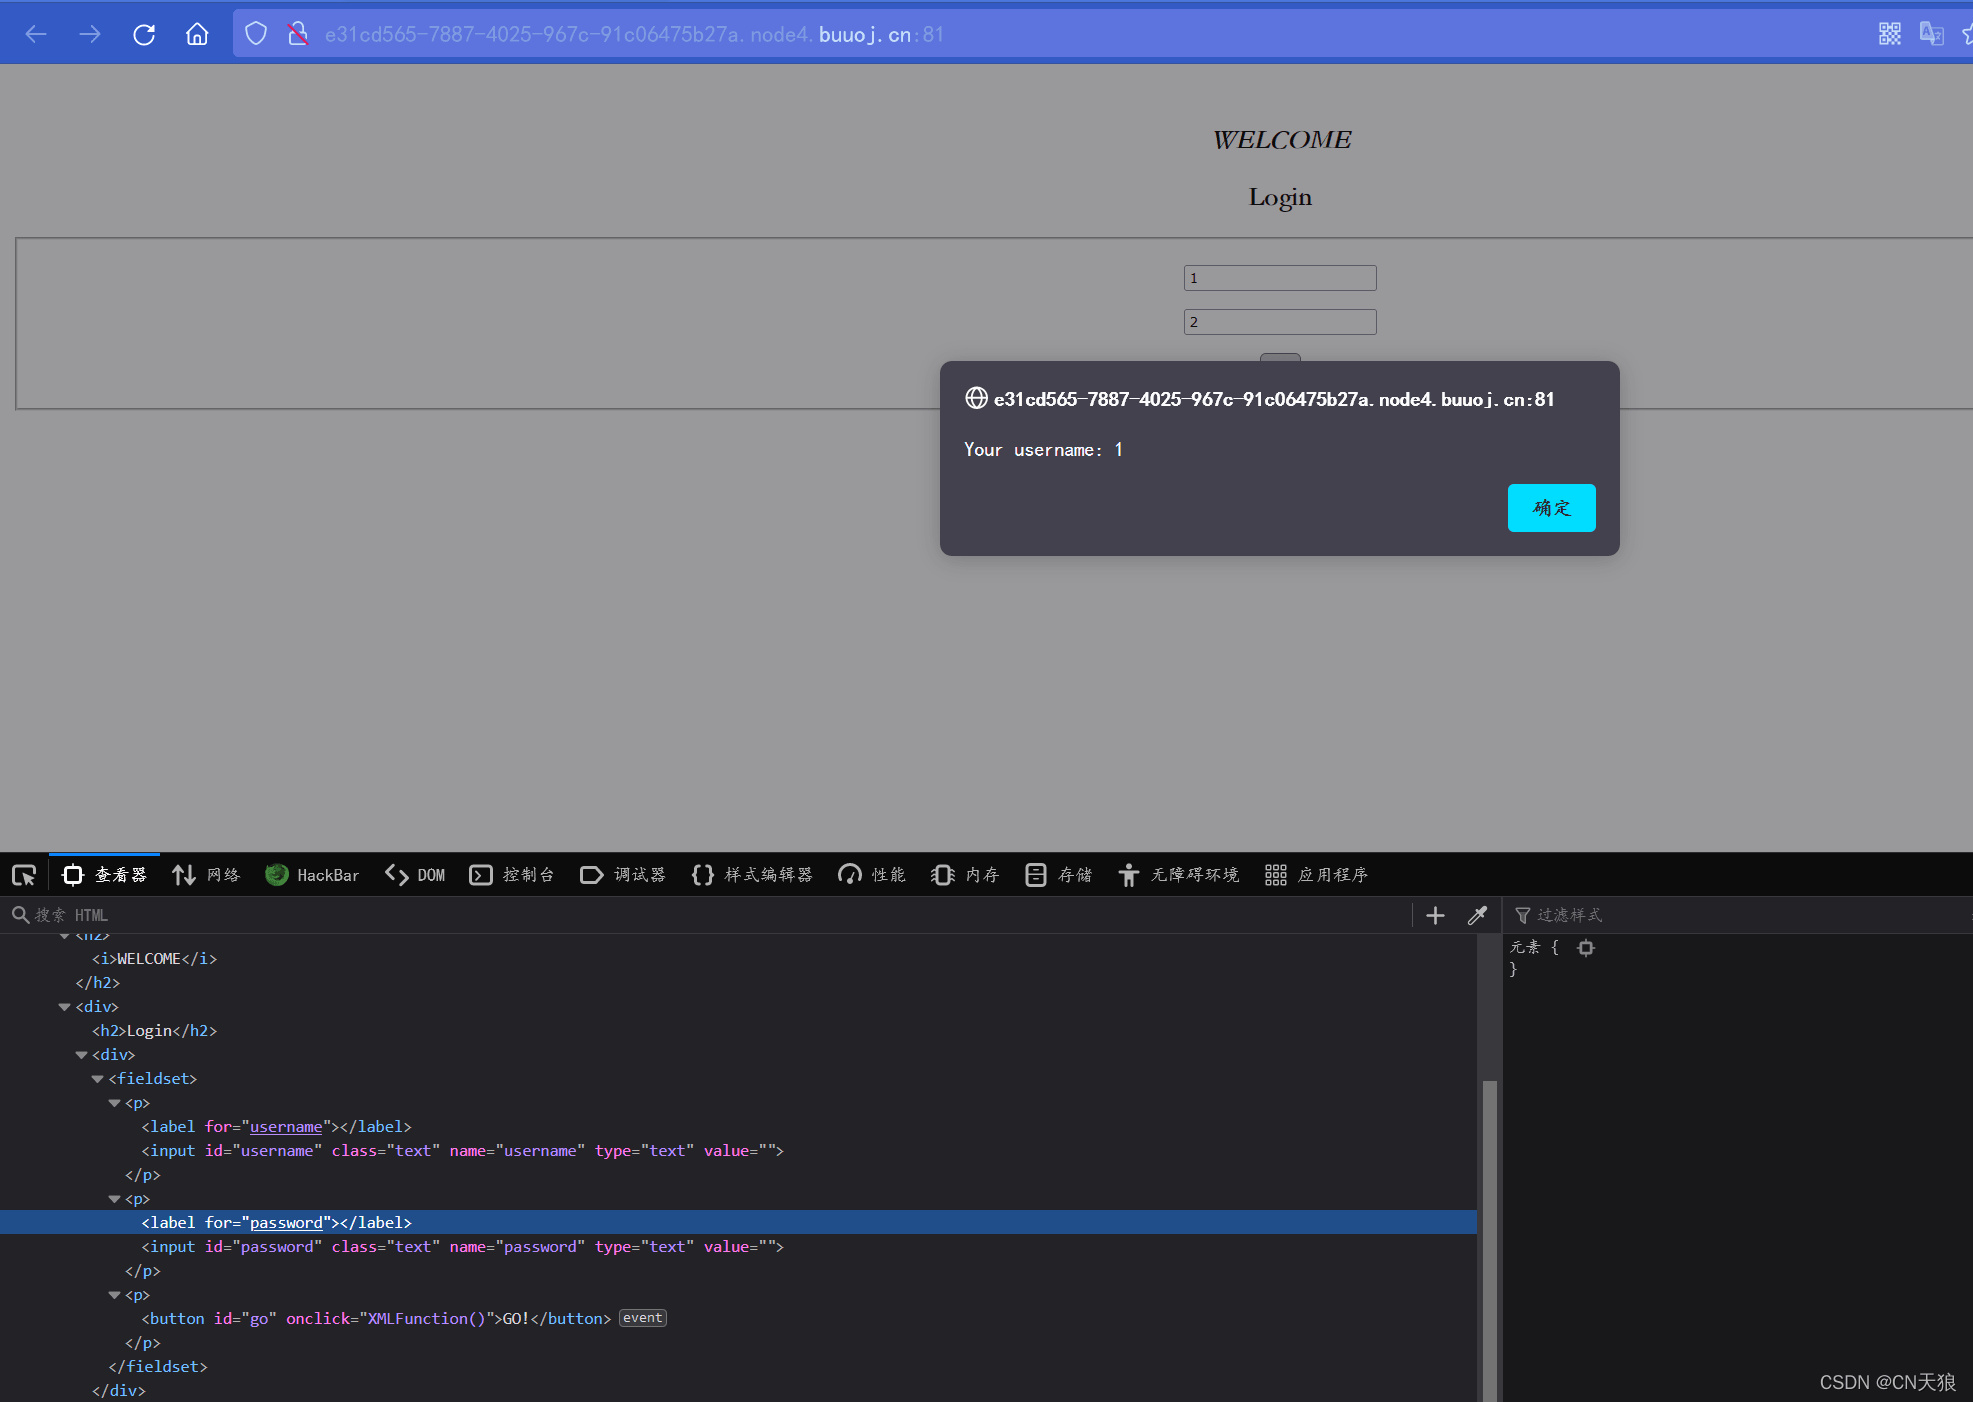 e31cd565-7887-4025-967c-91c06475b27a.node4.buuoj.cn:81
WELCOME
Login
1
2
e31cd565-7887-4025-967c-91c06475b27a.node4.buuoj.cn:81
Your username: 1
确定
查看器 网络 HackBar DOM 控制台 调试器 样式编辑器 性能 内存 存储 无障碍环境 应用程序
搜索 HTML
过滤样式
<h2>
<i>WELCOME</i>
</h2>
<div>
<h2>Login</h2>
<div>
<fieldset>
<p>
<label for="username"></label>
<input id="username" class="text" name="username" type="text" value="">
</p>
<p>
<label for="password"></label>
<input id="password" class="text" name="password" type="text" value="">
</p>
<p>
<button id="go" onclick="XMLFunction()">GO!</button> event
</p>
</fieldset>
</div>
元素 {
}
CSDN @CN天狼